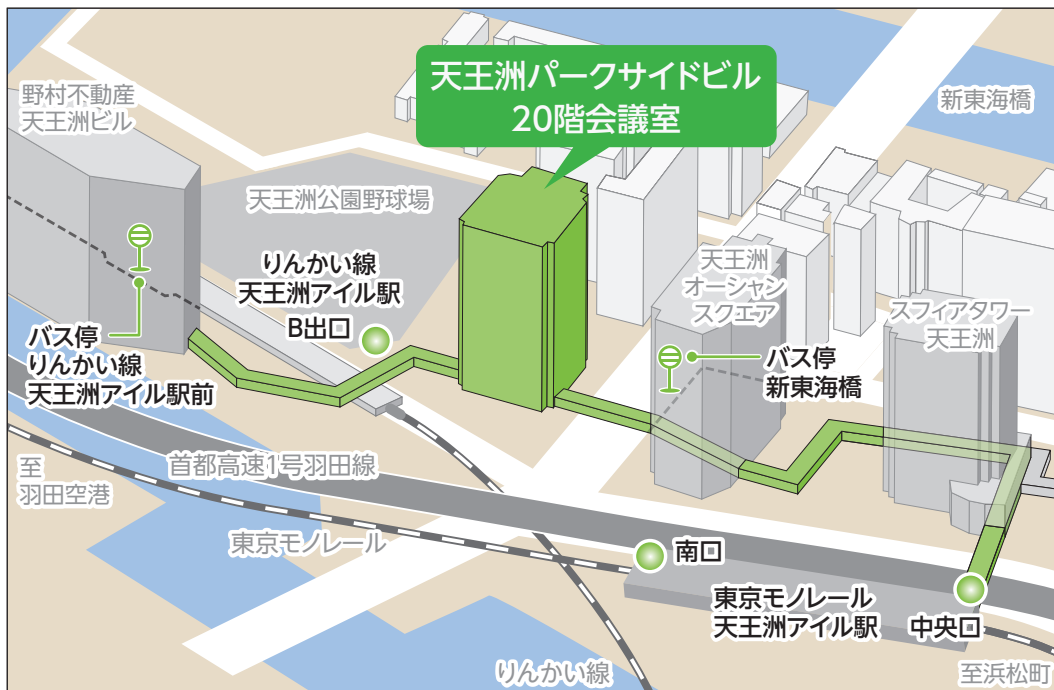 天王洲パークサイドビル
20階会議室
野村不動産
天王洲ビル
新東海橋
天王洲公園野球場
りんかい線
天王洲アイル駅
B出口
天王洲
オーシャン
スクエア
スフィアタワー
天王洲
バス停
りんかい線
天王洲アイル駅前
バス停
新東海橋
至
羽田空港
首都高速1号羽田線
東京モノレール
南口
東京モノレール
天王洲アイル駅
中央口
りんかい線
至浜松町